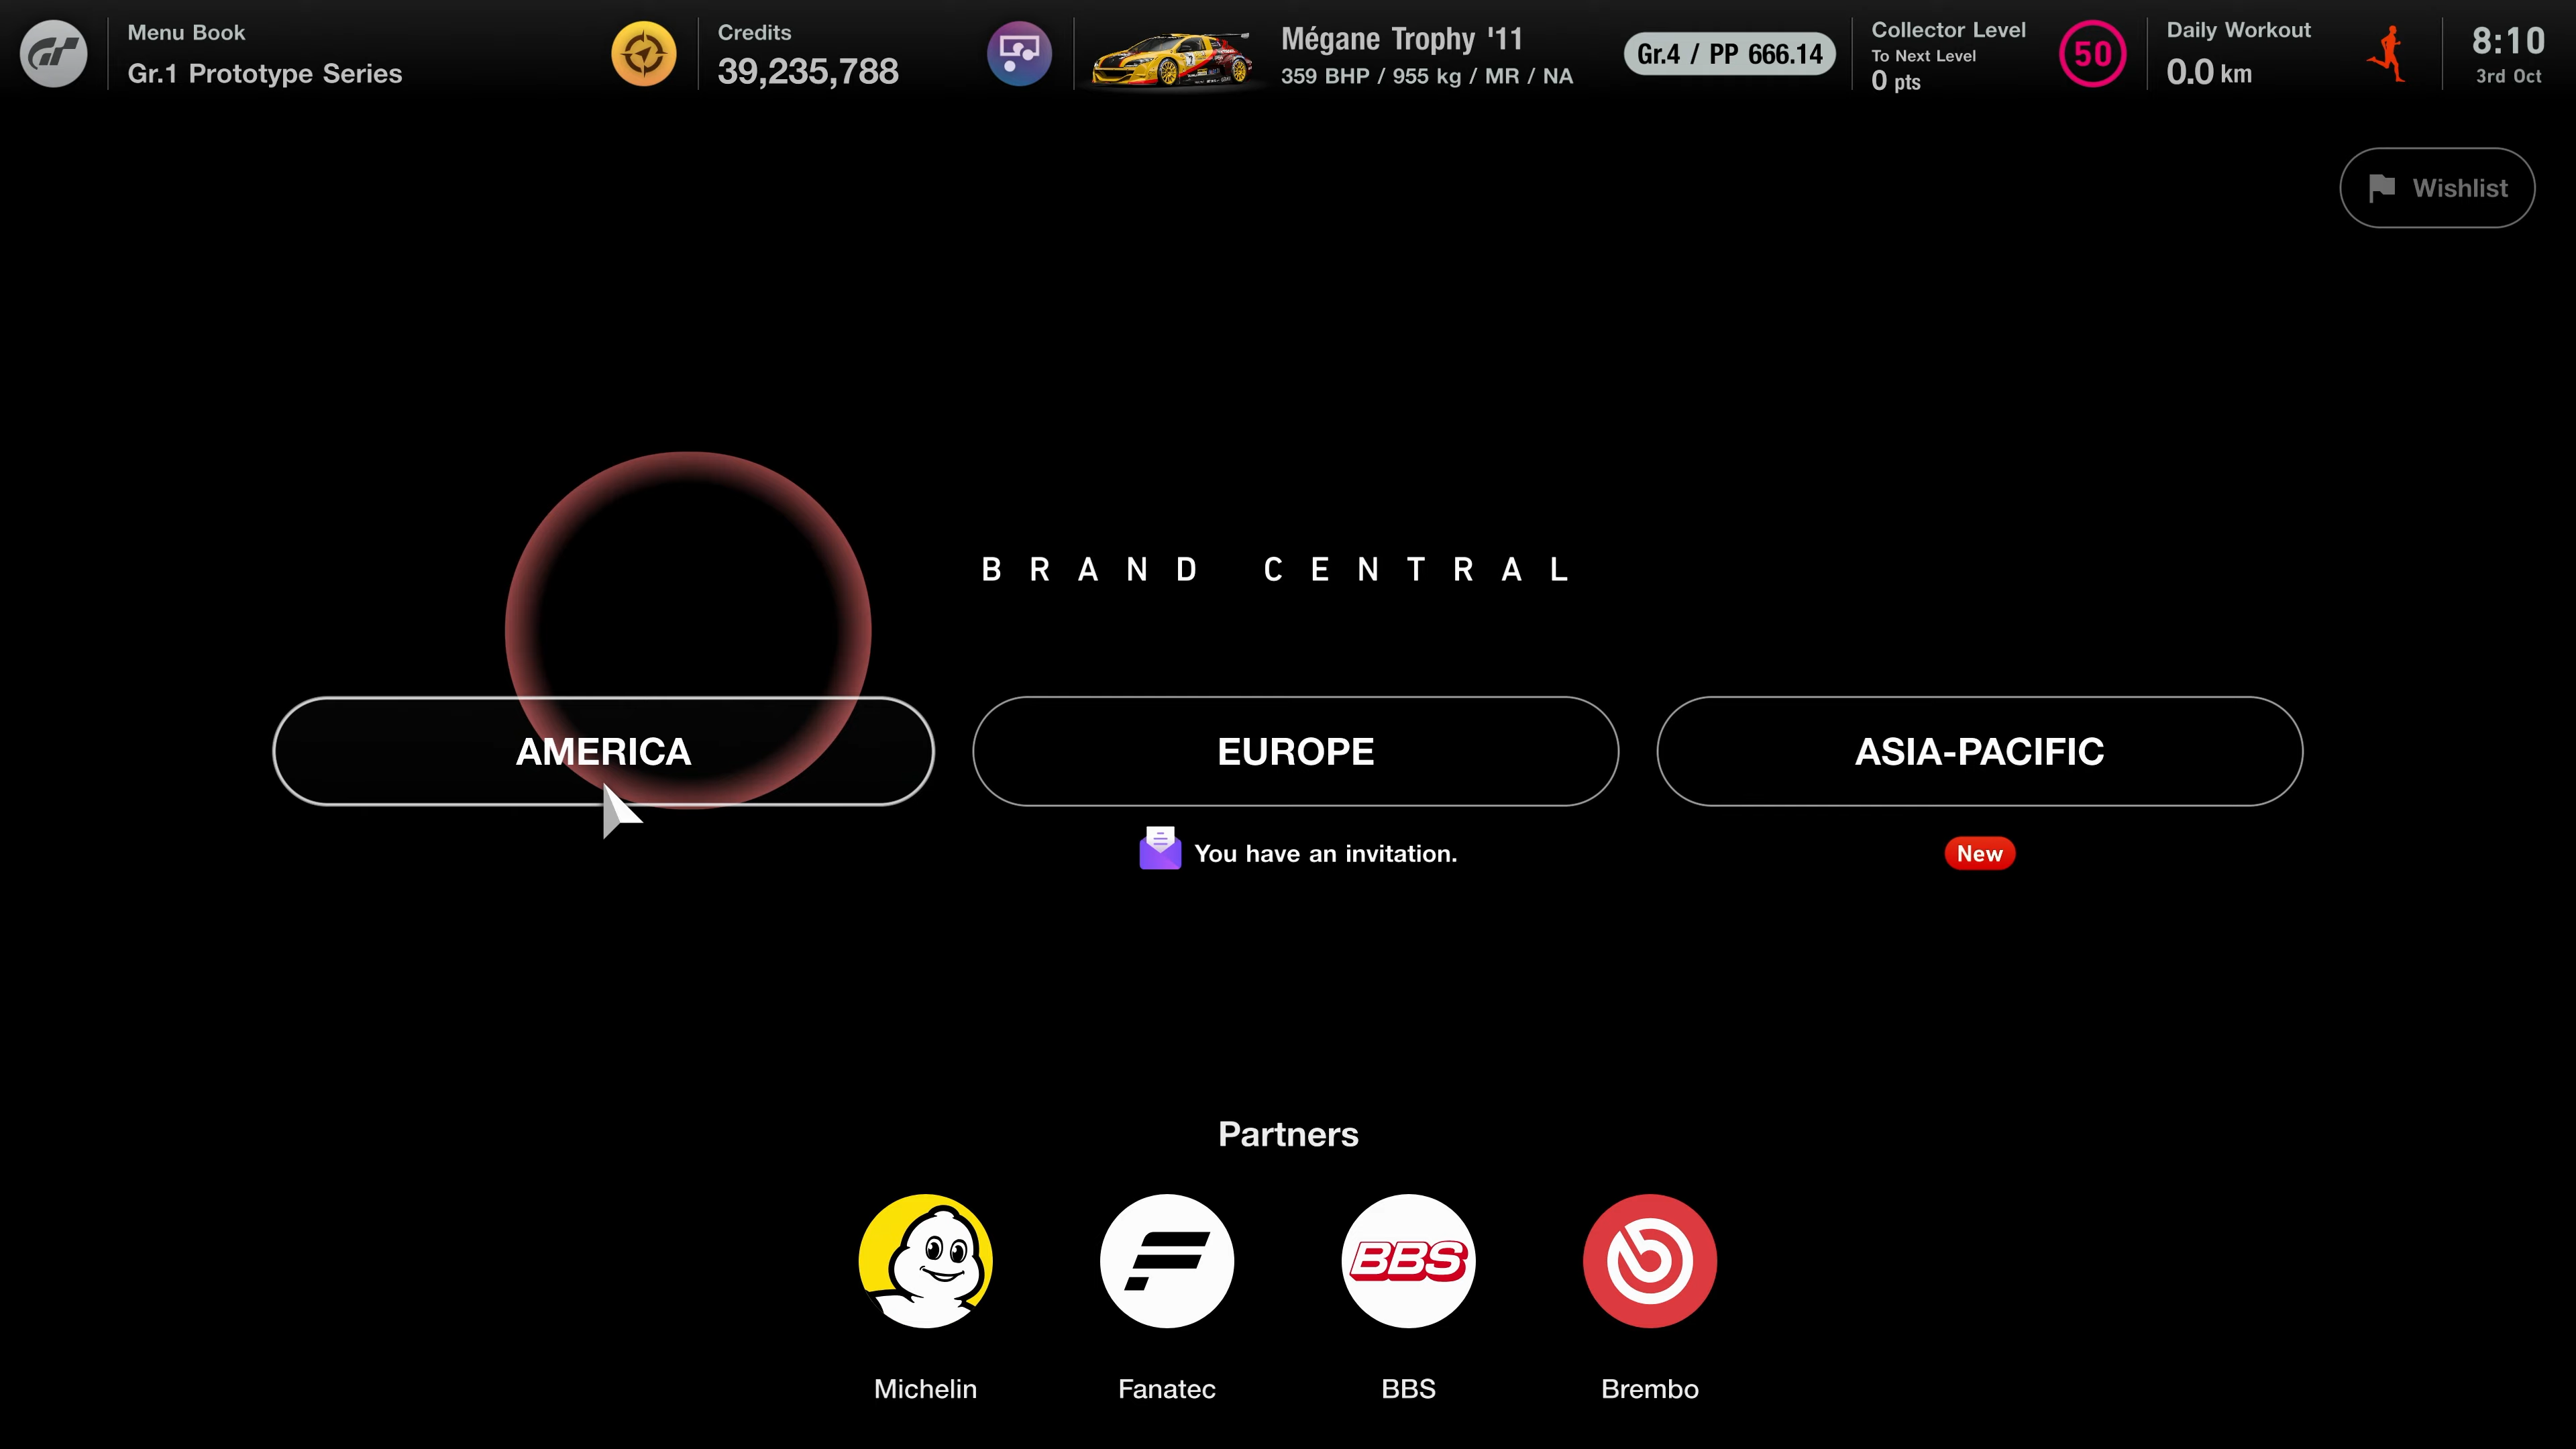 Menu Book
Gr.1 Prototype Series
Credits
39,235,788
Mégane Trophy '11
359 BHP / 955 kg / MR / NA
Gr.4 / PP 666.14
Collector Level
To Next Level
0 pts
50
Daily Workout
0.0 km
8:10
3rd Oct
Wishlist
BRAND CENTRAL
AMERICA
EUROPE
ASIA-PACIFIC
You have an invitation.
New
Partners
BBS
Michelin
Fanatec
BBS
Brembo